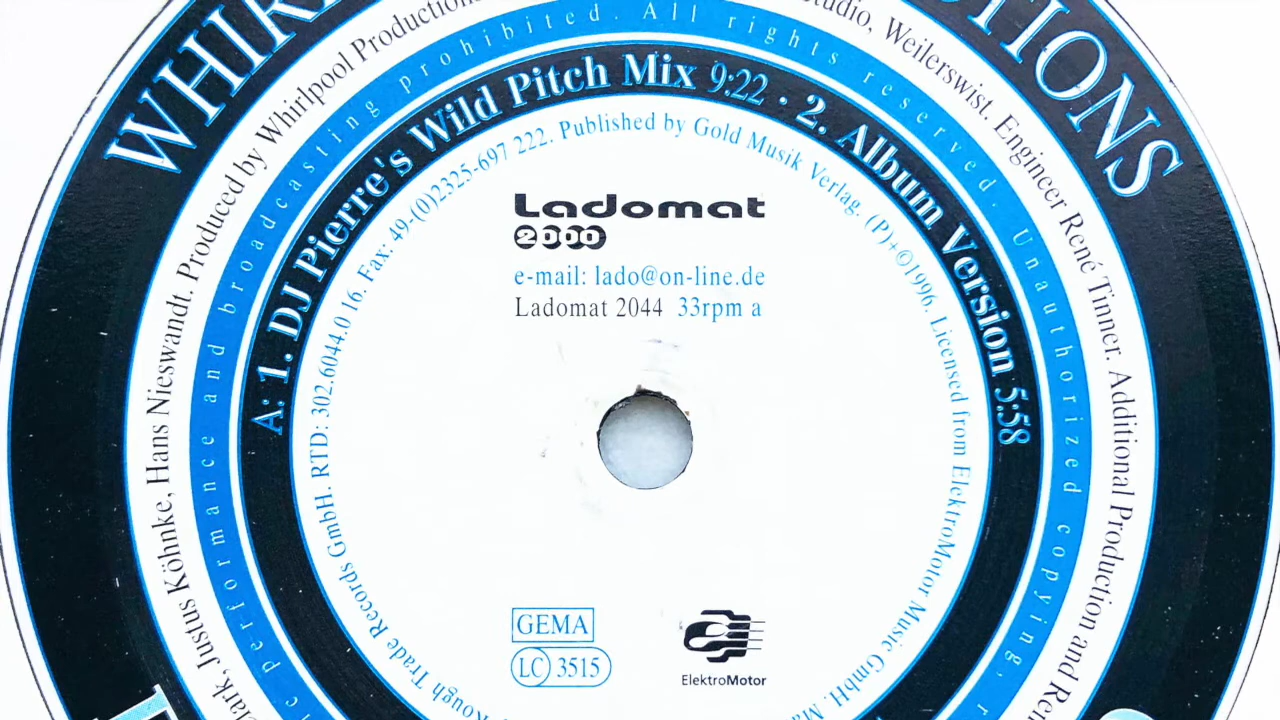 WHIR
TIONS
Mark, Justus Köhnke, Hans Nieswandt. Produced by Whirlpool Productions
Studio, Weilerswist. Engineer René Tinner. Additional Production and
performance and broadcasting prohibited. All rights reserved. Unauthorized copying,
A: 1. DJ Pierre's Wild Pitch Mix 9:22 · 2. Album Version 5:58
Rough Trade Records GmbH. RTD: 302.6044.0 16. Fax: 49-(0)2325-697 222. Published by Gold Musik Verlag. (P)+©1996. Licensed from ElektroMotor Music GmbH.
Ladomat
2000
e-mail: lado@on-line.de
Ladomat 2044 33rpm a
GEMA
LC 3515
ElektroMotor